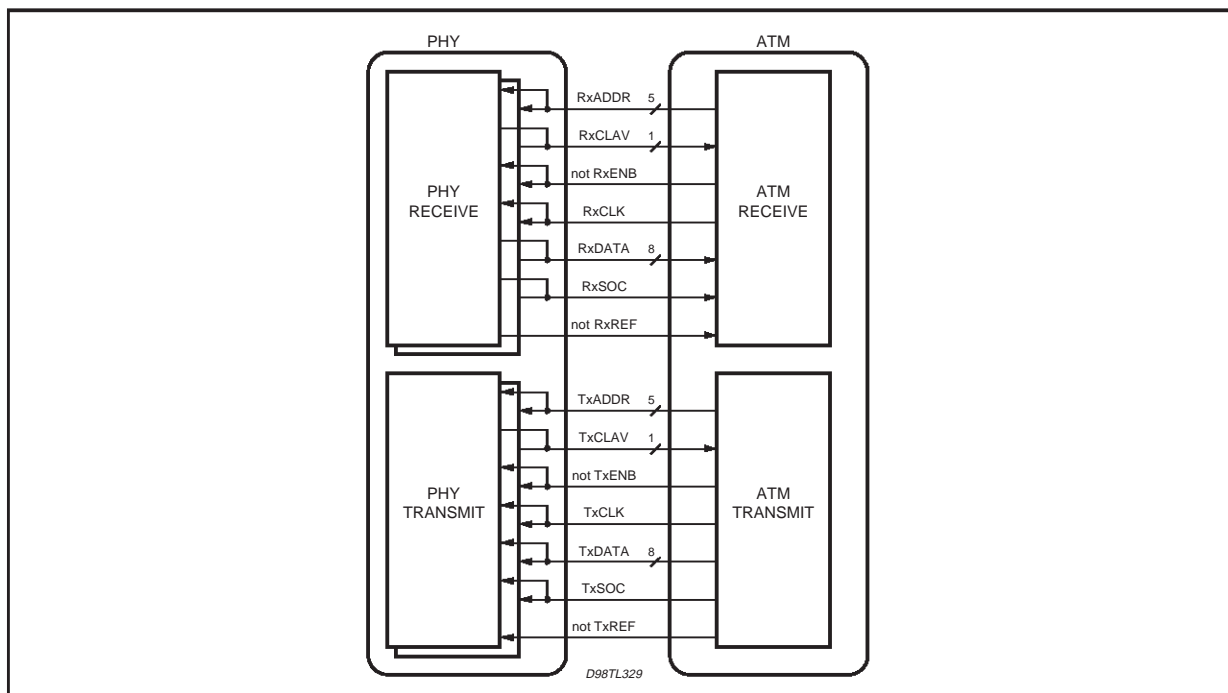 PHY
ATM
RxADDR 5
RxCLAV 1
not RxENB
PHY
RECEIVE
ATM
RECEIVE
RxCLK
RxDATA 8
RxSOC
not RxREF
TxADDR 5
TxCLAV 1
not TxENB
PHY
TRANSMIT
ATM
TRANSMIT
TxCLK
TxDATA 8
TxSOC
not TxREF
D98TL329